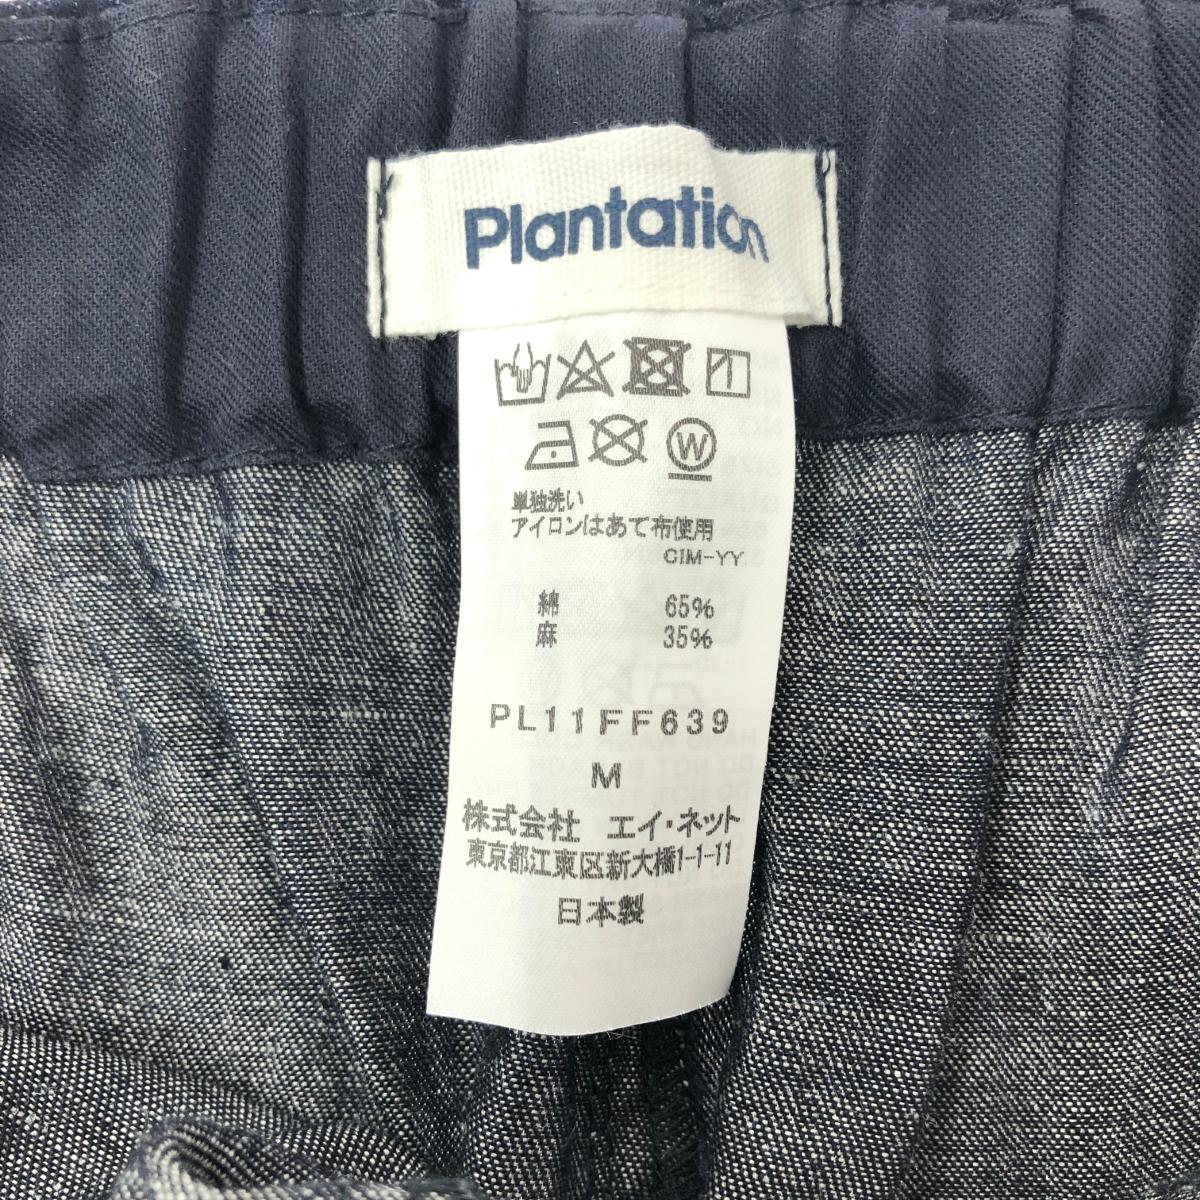 Plantation
W
単独洗い
アイロンはあて布使用
CIM-YY
綿 65%
麻 35%
PL11FF639
M
株式会社 エイ・ネット
東京都江東区新大橋1-1-11
日本製